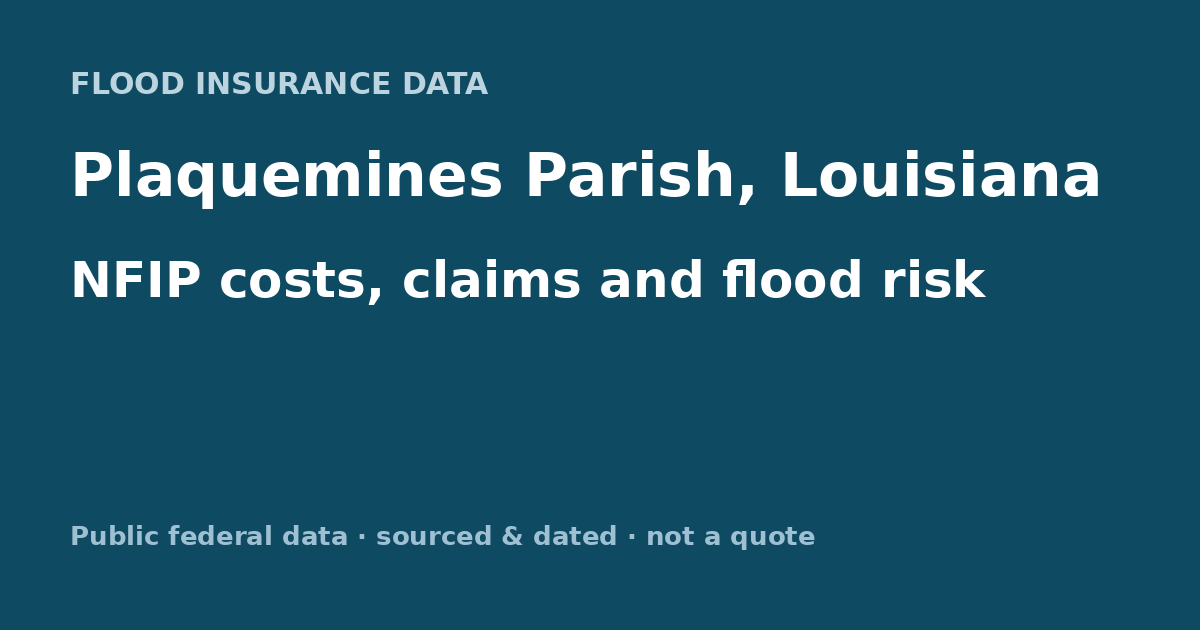 FLOOD INSURANCE DATA
Plaquemines Parish, Louisiana
NFIP costs, claims and flood risk
Public federal data · sourced & dated · not a quote